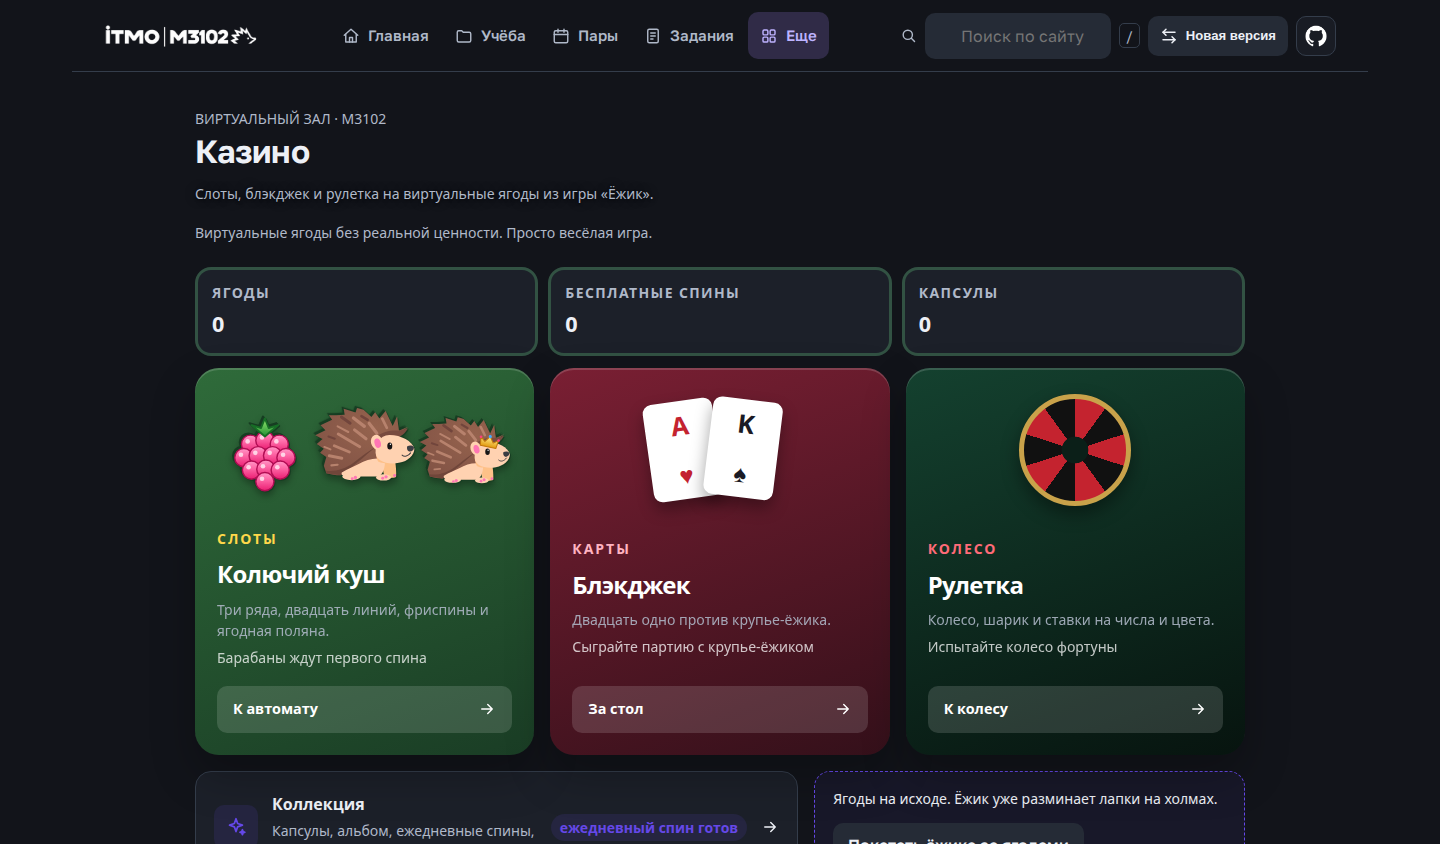 iTMO | M3102
Главная
Учёба
Пары
Задания
Еще
Поиск по сайту
/
Новая версия
ВИРТУАЛЬНЫЙ ЗАЛ · M3102
Казино
Слоты, блэкджек и рулетка на виртуальные ягоды из игры «Ёжик».
Виртуальные ягоды без реальной ценности. Просто весёлая игра.
ЯГОДЫ
0
БЕСПЛАТНЫЕ СПИНЫ
0
КАПСУЛЫ
0
СЛОТЫ
Колючий куш
Три ряда, двадцать линий, фриспины и
ягодная поляна.
Барабаны ждут первого спина
К автомату
A
K
КАРТЫ
Блэкджек
Двадцать одно против крупье-ёжика.
Сыграйте партию с крупье-ёжиком
За стол
КОЛЕСО
Рулетка
Колесо, шарик и ставки на числа и цвета.
Испытайте колесо фортуны
К колесу
Коллекция
Капсулы, альбом, ежедневные спины,
ежедневный спин готов
Ягоды на исходе. Ёжик уже разминает лапки на холмах.